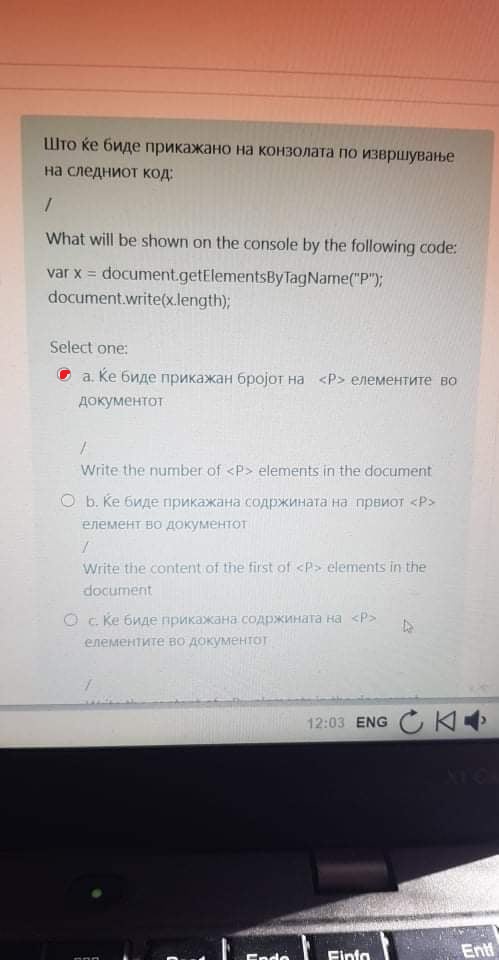 Што ќе биде прикажано на конзолата по извршување
на следниот код:
/
What will be shown on the console by the following code:
var x = document.getElementsByTagName("P");
document.write(x.length);
Select one:
a. Ќе биде прикажан бројот на <P> елементите во
документот
/
Write the number of <P> elements in the document
b. Ќе биде прикажана содржината на првиот <P>
елемент во документот
/
Write the content of the first of <P> elements in the
document
c. Ќе биде прикажана содржината на <P>
елементите во документот
/
12:03 ENG
Ende
Einfg
Entf